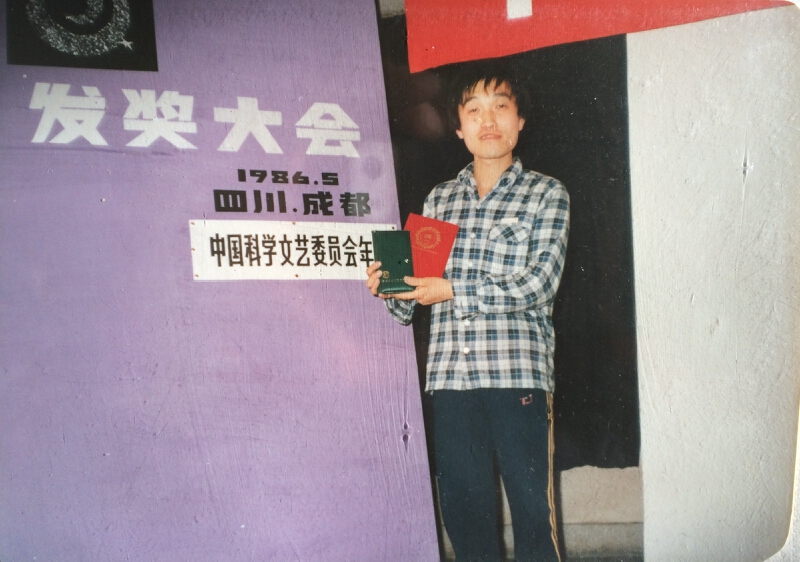 发奖大会
1986.5
四川.成都
中国科学文艺委员会年